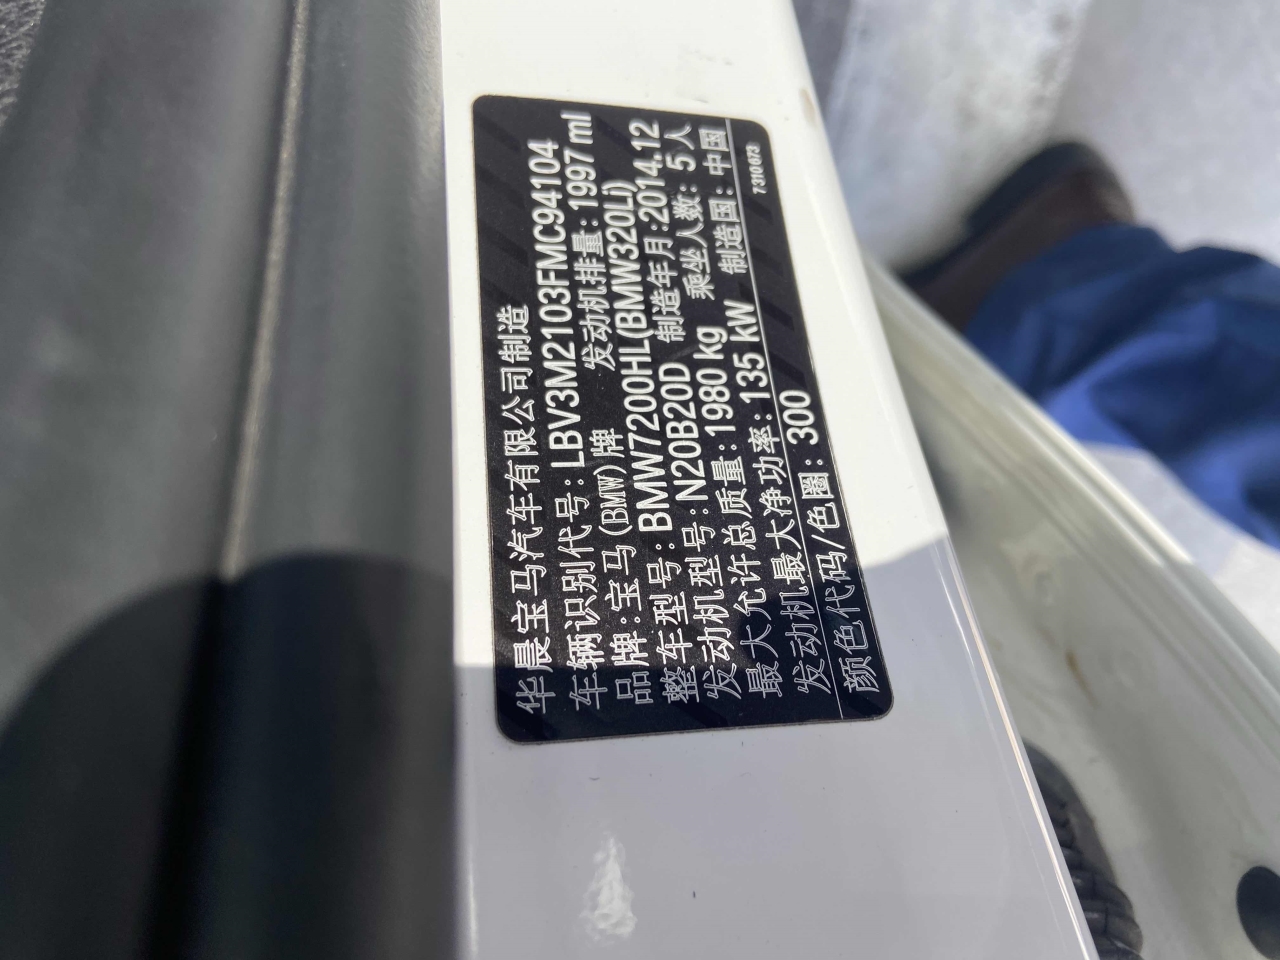 华晨宝马汽车有限公司制造
车辆识别代号: LBV3M2103FMC94104
品牌:宝马(BMW)牌 发动机排量: 1997 ml
整车型号: BMW7200HL(BMW320Li)
发动机型号: N20B20D 制造年月:2014.12
最大允许总质量: 1980 kg 乘坐人数: 5 人
发动机最大净功率: 135 kW 制造国: 中国
颜色代码/色圈: 300 7310 673